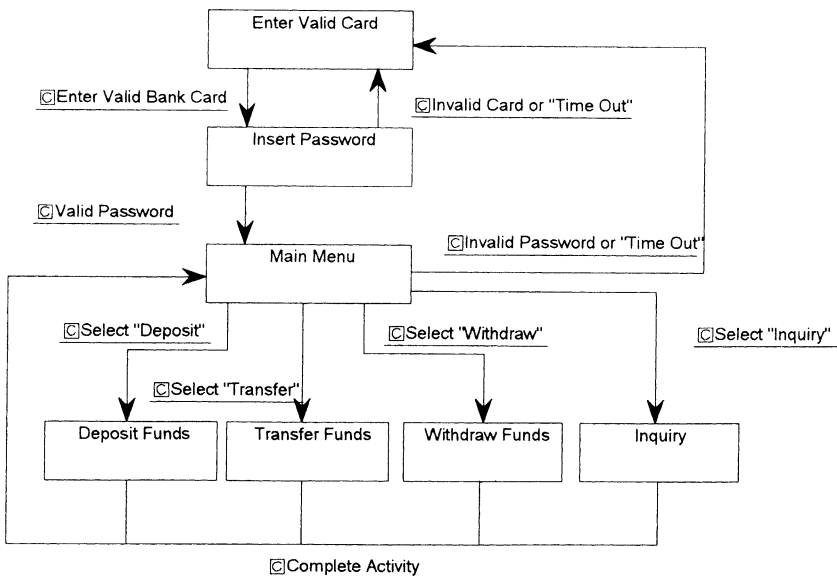 Enter Valid Card
🄲Enter Valid Bank Card
🄲Invalid Card or "Time Out"
Insert Password
🄲Valid Password
🄲Invalid Password or "Time Out"
Main Menu
🄲Select "Deposit"
🄲Select "Withdraw"
🄲Select "Inquiry"
🄲Select "Transfer"
Deposit Funds
Transfer Funds
Withdraw Funds
Inquiry
🄲Complete Activity